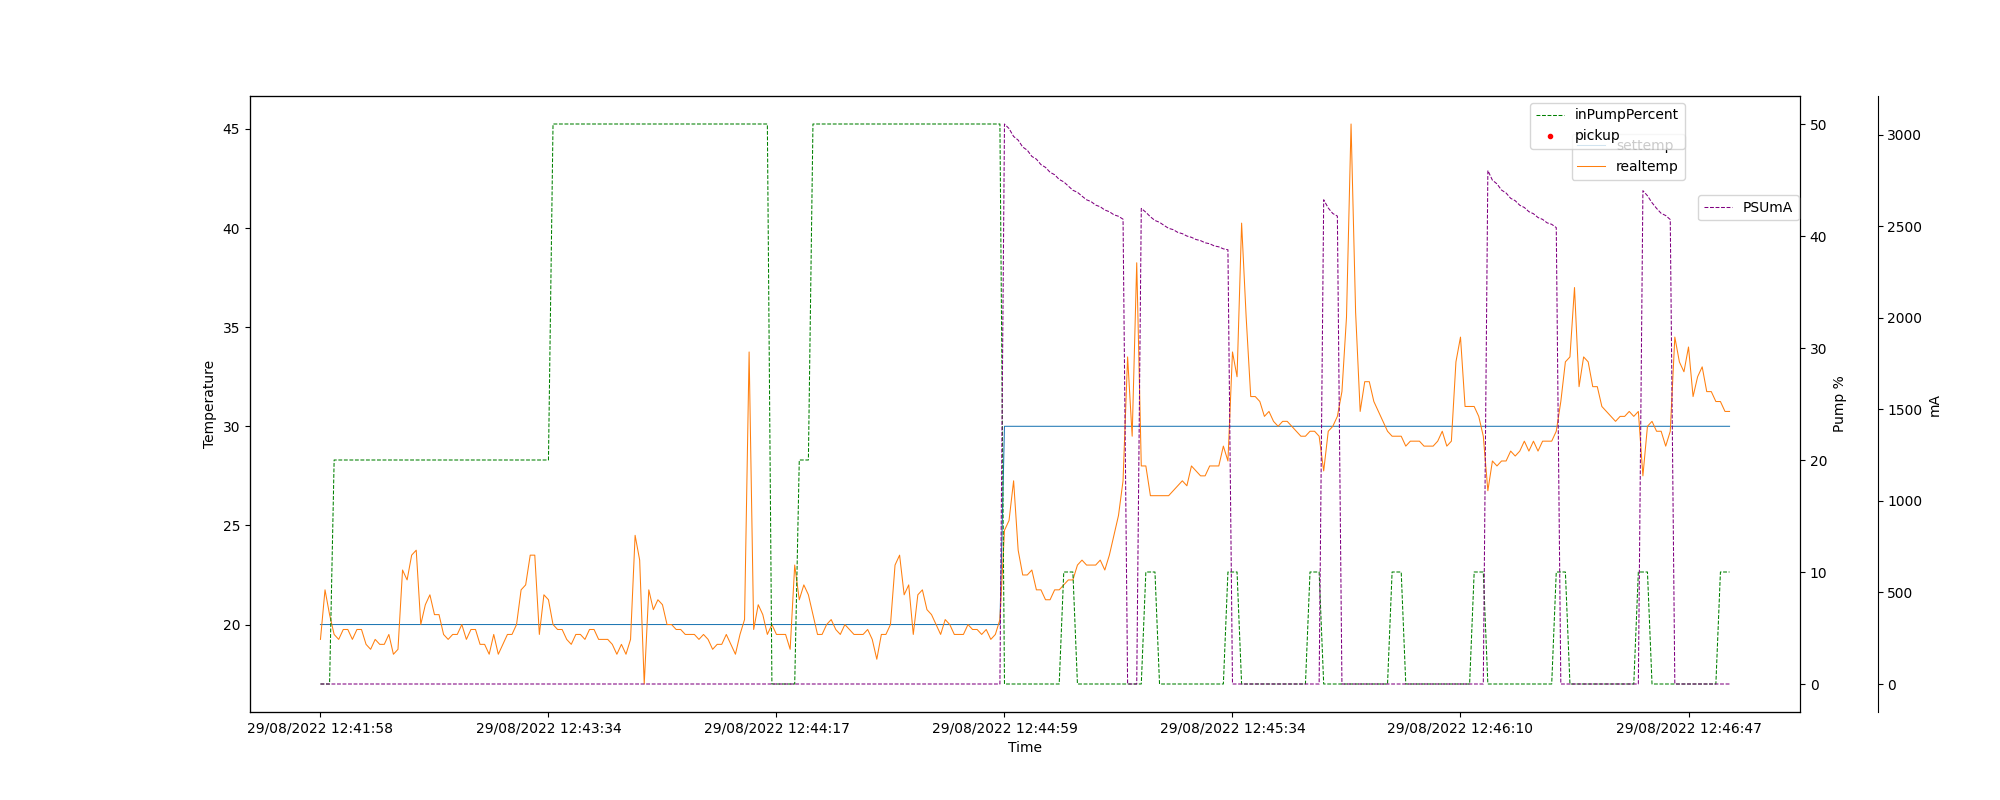 inPumpPercent
pickup
settemp
realtemp
PSUmA
Temperature
45
40
35
30
25
20
50
40
30
20
10
0
Pump %
3000
2500
2000
1500
1000
500
0
mA
29/08/2022 12:41:58
29/08/2022 12:43:34
29/08/2022 12:44:17
29/08/2022 12:44:59
29/08/2022 12:45:34
29/08/2022 12:46:10
29/08/2022 12:46:47
Time